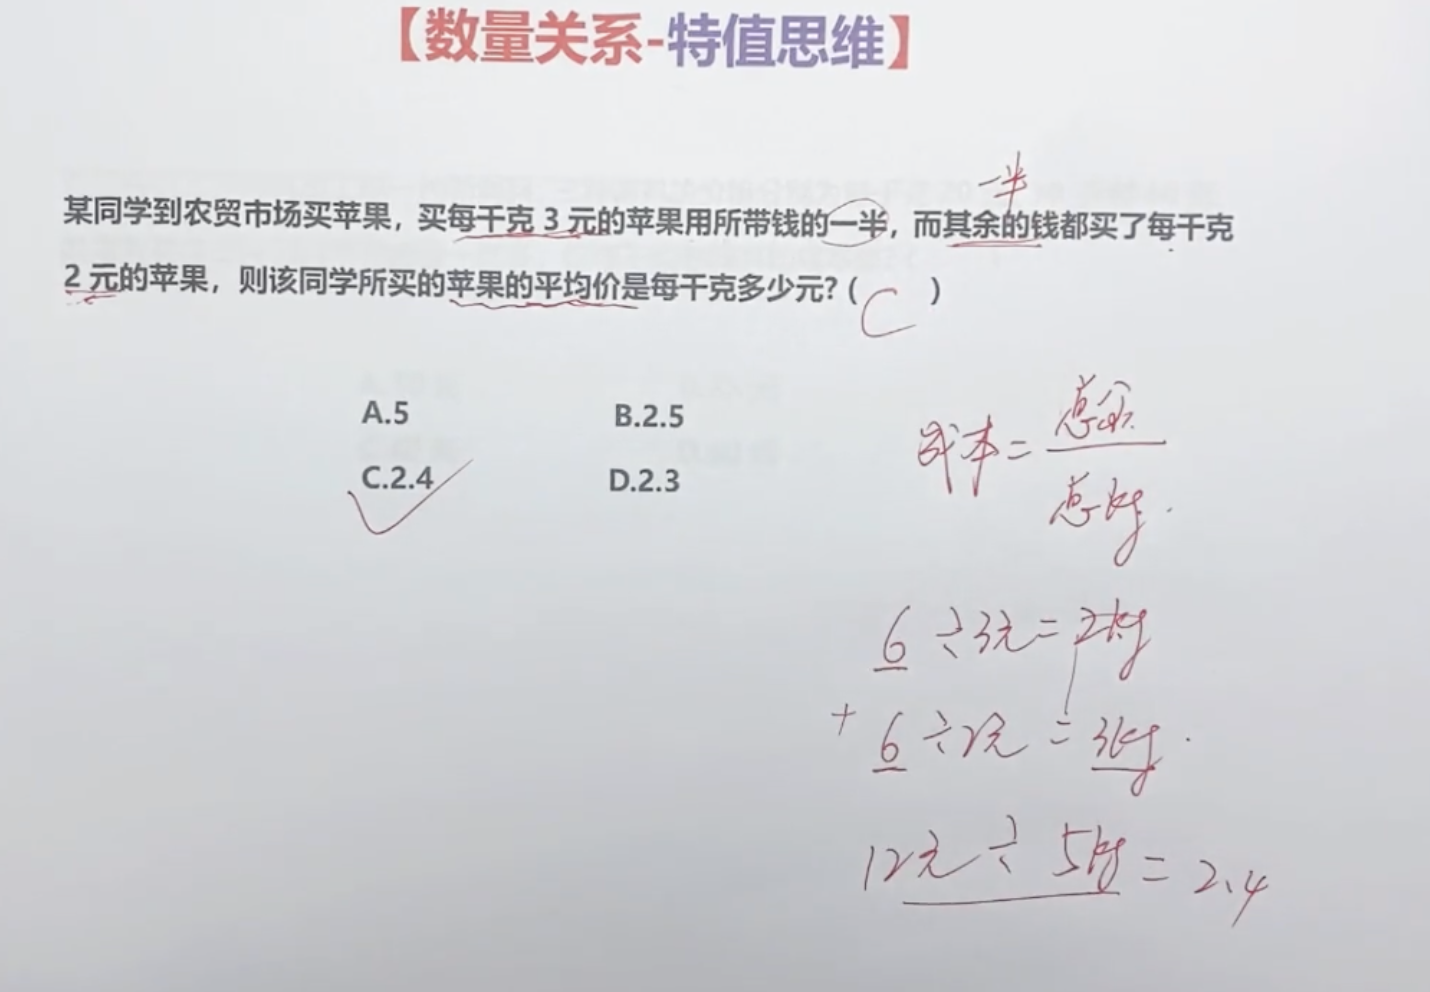 【数量关系-特值思维】
一半
某同学到农贸市场买苹果，买每千克 3 元的苹果用所带钱的一半，而其余的钱都买了每千克
2 元的苹果，则该同学所买的苹果的平均价是每千克多少元？( C )
A.5 B.2.5
C.2.4 D.2.3
成本=总金
总kg.
6÷3元=2kg
+ 6÷2元=3kg.
12元÷5kg=2.4